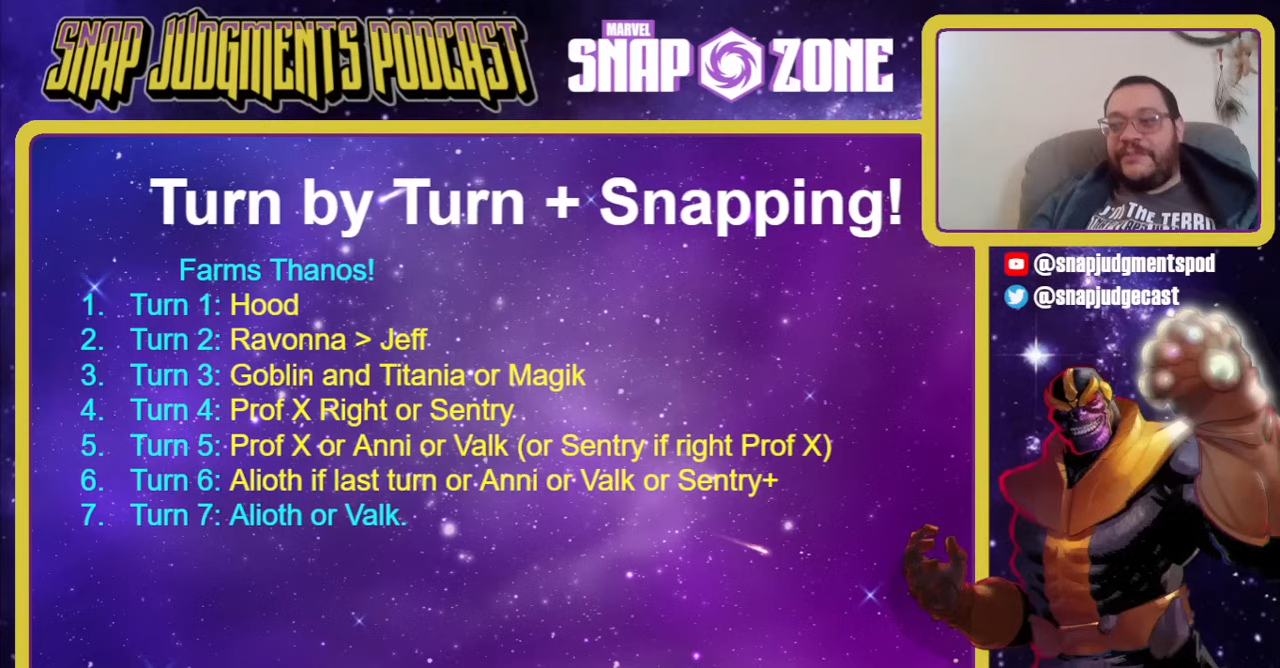 SNAP JUDGMENTS PODCAST
MARVEL
SNAP ZONE
Turn by Turn + Snapping!
Farms Thanos!
1. Turn 1: Hood
2. Turn 2: Ravonna > Jeff
3. Turn 3: Goblin and Titania or Magik
4. Turn 4: Prof X Right or Sentry
5. Turn 5: Prof X or Anni or Valk (or Sentry if right Prof X)
6. Turn 6: Alioth if last turn or Anni or Valk or Sentry+
7. Turn 7: Alioth or Valk.
I'M THE TERRI
@snapjudgmentspod
@snapjudgecast